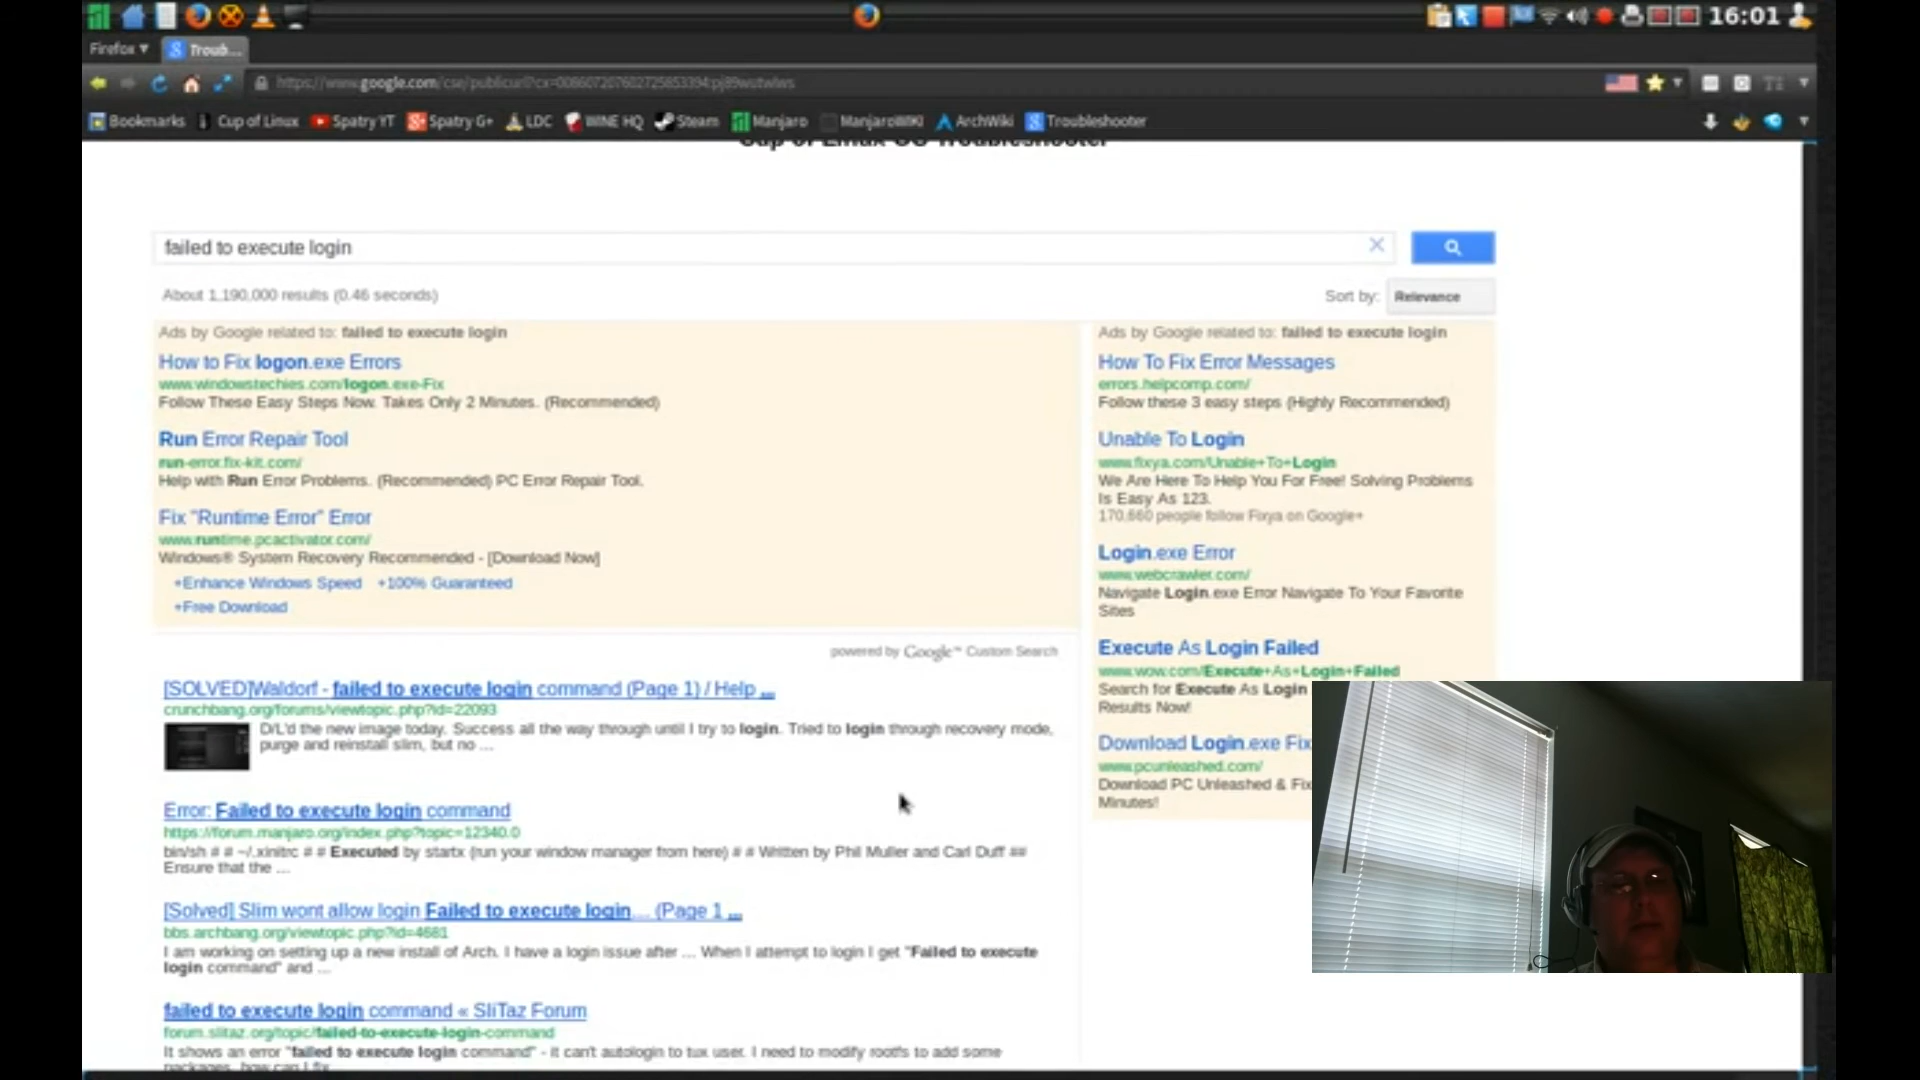 16:01
Firefox
Troub...
https://www.google.com/cse/publicurl?cx=
Bookmarks Cup of Linux Spatry YT Spatry G+ LDC WINE HQ Steam Manjaro ManjaroWIKI ArchWiki Troubleshooter
Cup of Linux OS Troubleshooter
failed to execute login
About 1,190,000 results (0.46 seconds)
Sort by: Relevance
Ads by Google related to: failed to execute login
How to Fix logon.exe Errors
www.windowstechies.com/logon.exe-Fix
Follow These Easy Steps Now. Takes Only 2 Minutes. (Recommended)
Run Error Repair Tool
run-error.fix-kit.com/
Help with Run Error Problems. (Recommended) PC Error Repair Tool.
Fix "Runtime Error" Error
www.runtime.pcactivator.com/
Windows® System Recovery Recommended - [Download Now]
+Enhance Windows Speed +100% Guaranteed
+Free Download
Ads by Google related to: failed to execute login
How To Fix Error Messages
errors.helpcomp.com/
Follow these 3 easy steps (Highly Recommended)
Unable To Login
www.fixya.com/Unable+To+Login
We Are Here To Help You For Free! Solving Problems
Is Easy As 123.
170,660 people follow Fixya on Google+
Login.exe Error
www.webcrawler.com/
Navigate Login.exe Error Navigate To Your Favorite
Sites
Execute As Login Failed
www.wow.com/Execute+As+Login+Failed
Search for Execute As Login
Results Now!
Download Login.exe Fix
www.pcunleashed.com/
Download PC Unleashed & Fix
Minutes!
powered by Google™ Custom Search
[SOLVED]Waldorf - failed to execute login command (Page 1) / Help ...
crunchbang.org/forums/viewtopic.php?id=22093
D/L'd the new image today. Success all the way through until I try to login. Tried to login through recovery mode,
purge and reinstall slim, but no ...
Error: Failed to execute login command
https://forum.manjaro.org/index.php?topic=12340.0
bin/sh # # ~/.xinitrc # # Executed by startx (run your window manager from here) # # Written by Phil Muller and Carl Duff ##
Ensure that the ...
[Solved] Slim wont allow login Failed to execute login ... (Page 1 ...
bbs.archbang.org/viewtopic.php?id=4681
I am working on setting up a new install of Arch. I have a login issue after ... When I attempt to login I get "Failed to execute
login command" and ...
failed to execute login command « SliTaz Forum
forum.slitaz.org/topic/failed-to-execute-login-command
It shows an error "failed to execute login command" - it can't autologin to tux user. I need to modify rootfs to add some
packages, how can I fix